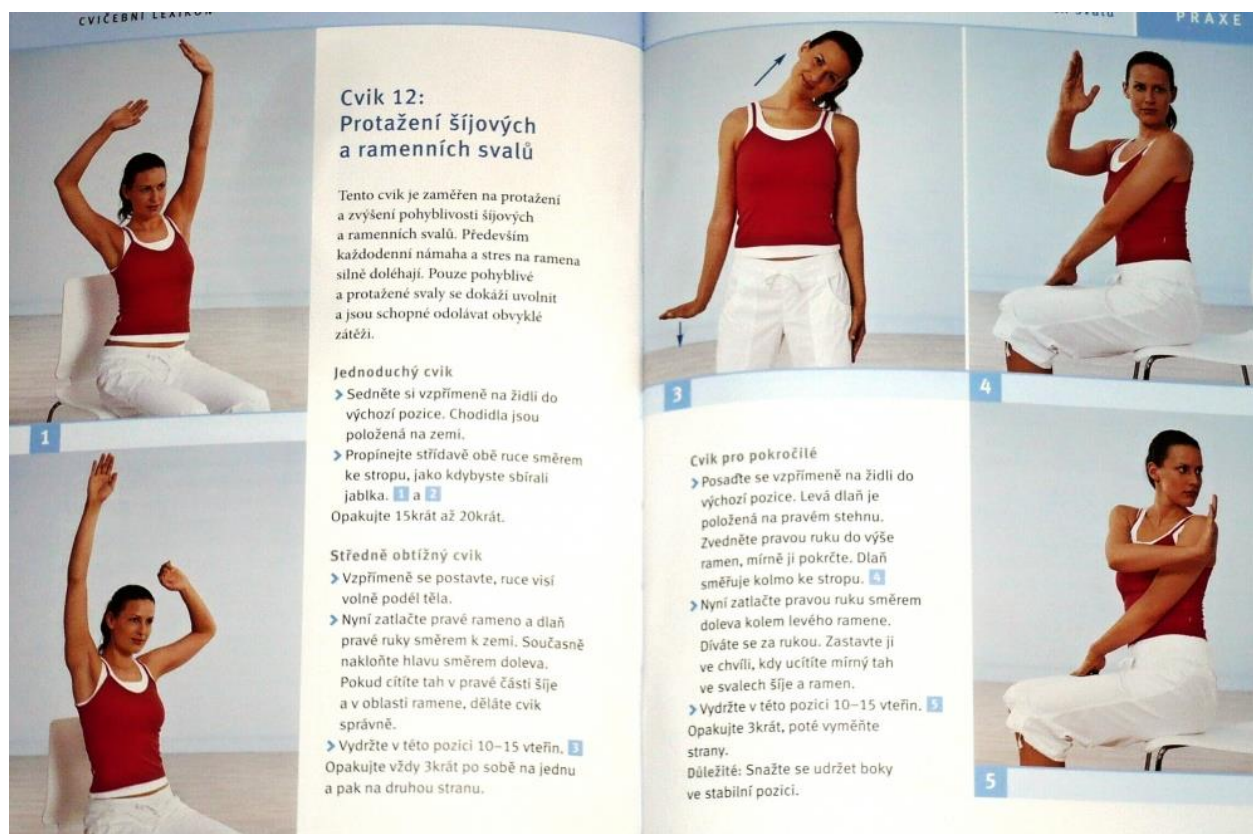 CVIČEBNÍ LEXIKON
Cvik 12:
Protažení šíjových
a ramenních svalů
Tento cvik je zaměřen na protažení
a zvýšení pohyblivosti šíjových
a ramenních svalů. Především
každodenní námaha a stres na ramena
silně doléhají. Pouze pohyblivé
a protažené svaly se dokáží uvolnit
a jsou schopné odolávat obvyklé
zátěži.
Jednoduchý cvik
> Sedněte si vzpřímeně na židli do
výchozí pozice. Chodidla jsou
položená na zemi.
> Propínejte střídavě obě ruce směrem
ke stropu, jako kdybyste sbírali
jablka. 1 a 2
Opakujte 15krát až 20krát.
Středně obtížný cvik
> Vzpřímeně se postavte, ruce visí
volně podél těla.
> Nyní zatlačte pravé rameno a dlaň
pravé ruky směrem k zemi. Současně
nakloňte hlavu směrem doleva.
Pokud cítíte tah v pravé části šíje
a v oblasti ramene, děláte cvik
správně.
> Vydržte v této pozici 10–15 vteřin. 3
Opakujte vždy 3krát po sobě na jednu
a pak na druhou stranu.
1
svalů
PRAXE
3
4
Cvik pro pokročilé
> Posaďte se vzpřímeně na židli do
výchozí pozice. Levá dlaň je
položená na pravém stehnu.
Zvedněte pravou ruku do výše
ramen, mírně ji pokrčte. Dlaň
směřuje kolmo ke stropu. 4
> Nyní zatlačte pravou ruku směrem
doleva kolem levého ramene.
Díváte se za rukou. Zastavte ji
ve chvíli, kdy ucítíte mírný tah
ve svalech šíje a ramen.
> Vydržte v této pozici 10–15 vteřin. 5
Opakujte 3krát, poté vyměňte
strany.
Důležité: Snažte se udržet boky
ve stabilní pozici.
5